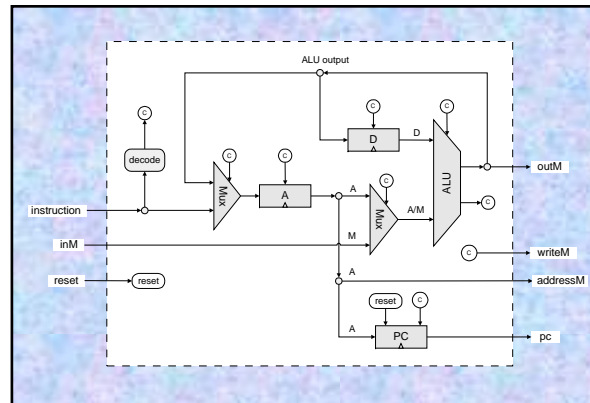 ALU output
C
C
C
D
D
decode
C
C
C
ALU
outM
Mux
A
A
Mux
A/M
C
instruction
inM
M
C
writeM
reset
reset
A
addressM
reset
C
A
PC
pc